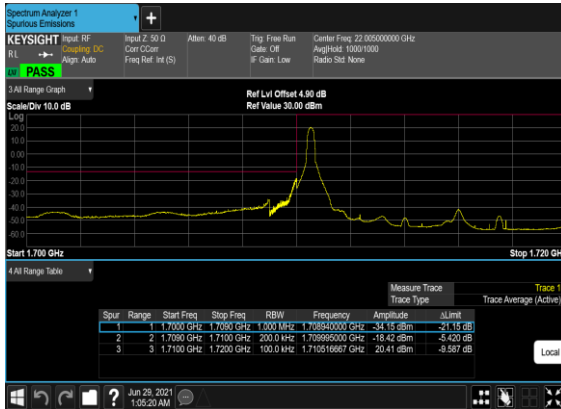 Spectrum Analyzer 1
Spurious Emissions
KEYSIGHT Input: RF Input Z: 50 Ω Atten: 40 dB Trig: Free Run Center Freq: 22.005000000 GHz
RL Coupling: DC Corr CCorr Gate: Off Avg|Hold: 1000/1000
Align: Auto Freq Ref: Int (S) IF Gain: Low Radio Std: None
PASS
3 All Range Graph
Ref Lvl Offset 4.90 dB
Scale/Div 10.0 dB Ref Value 30.00 dBm
Log
20.0
10.0
0.00
-10.0
-20.0
-30.0
-40.0
-50.0
-60.0
Start 1.700 GHz Stop 1.720 GH
4 All Range Table
Measure Trace Trace 1
Trace Type Trace Average (Active)
Spur Range Start Freq Stop Freq RBW Frequency Amplitude ΔLimit
1 1 1.7000 GHz 1.7090 GHz 1.000 MHz 1.708940000 GHz -34.15 dBm -21.15 dB
2 2 1.7090 GHz 1.7100 GHz 200.0 kHz 1.709995000 GHz -18.42 dBm -5.420 dB
3 3 1.7100 GHz 1.7200 GHz 100.0 kHz 1.710516667 GHz 20.41 dBm -9.587 dB
Local
? Jun 29, 2021
1:05:20 AM